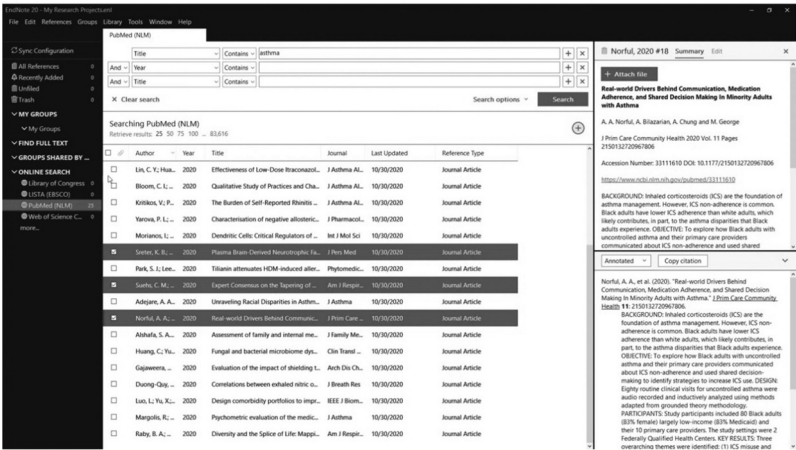 EndNote 20 - My Research Projects.enl
File Edit References Groups Library Tools Window Help
Sync Configuration
All References 0
Recently Added 0
Unfiled 0
Trash 0
MY GROUPS
My Groups
FIND FULL TEXT
GROUPS SHARED BY ...
ONLINE SEARCH
Library of Congress 0
LISTA (EBSCO) 0
PubMed (NLM) 25
Web of Science C... 0
more...
PubMed (NLM)
Title Contains asthma + ×
And Year Contains + ×
And Title Contains + ×
× Clear search Search options Search
Searching PubMed (NLM)
Retrieve results: 25 50 75 100 ... 83,616
Author Year Title Journal Last Updated Reference Type
Lin, C. Y.; Hua... 2020 Effectiveness of Low-Dose Itraconazol... J Asthma Al... 10/30/2020 Journal Article
Bloom, C. I.; ... 2020 Qualitative Study of Practices and Cha... J Asthma Al... 10/30/2020 Journal Article
Kritikos, V.; P... 2020 The Burden of Self-Reported Rhinitis ... J Asthma Al... 10/30/2020 Journal Article
Yarova, P. L.; ... 2020 Characterisation of negative allosteric... J Pharmacol... 10/30/2020 Journal Article
Morianos, I.; ... 2020 Dendritic Cells: Critical Regulators of ... Int J Mol Sci 10/30/2020 Journal Article
Sreter, K. B.; ... 2020 Plasma Brain-Derived Neurotrophic Fa... J Pers Med 10/30/2020 Journal Article
Park, S. J.; Lee... 2020 Tilianin attenuates HDM-induced aller... Phytomedic... 10/30/2020 Journal Article
Suehs, C. M.; ... 2020 Expert Consensus on the Tapering of ... Am J Respir... 10/30/2020 Journal Article
Adejare, A. A... 2020 Unraveling Racial Disparities in Asthm... J Asthma 10/30/2020 Journal Article
Norful, A. A.; ... 2020 Real-world Drivers Behind Communic... J Prim Care ... 10/30/2020 Journal Article
Alshafa, S. A... 2020 Assessment of family and internal me... J Family Me... 10/30/2020 Journal Article
Huang, C.; Yu... 2020 Fungal and bacterial microbiome dys... Clin Transl ... 10/30/2020 Journal Article
Gajaweera, ... 2020 Evaluation of the impact of shielding t... Arch Dis Ch... 10/30/2020 Journal Article
Duong-Quy, ... 2020 Correlations between exhaled nitric o... J Breath Res 10/30/2020 Journal Article
Luo, L.; Yu, X.;... 2020 Design comorbidity portfolios to impr... IEEE J Biom... 10/30/2020 Journal Article
Margolis, R.; ... 2020 Psychometric evaluation of the medic... J Asthma 10/30/2020 Journal Article
Raby, B. A.; ... 2020 Diversity and the Splice of Life: Mappi... Am J Respir... 10/30/2020 Journal Article
Norful, 2020 #18 Summary Edit ×
+ Attach file
Real-world Drivers Behind Communication, Medication
Adherence, and Shared Decision Making In Minority Adults
with Asthma
A. A. Norful, A. Bilazarian, A. Chung and M. George
J Prim Care Community Health 2020 Vol. 11 Pages
2150132720967806
Accession Number: 33111610 DOI: 10.1177/2150132720967806
https://www.ncbi.nlm.nih.gov/pubmed/33111610
BACKGROUND: Inhaled corticosteroids (ICS) are the foundation of
asthma management. However, ICS non-adherence is common.
Black adults have lower ICS adherence than white adults, which
likely contributes, in part, to the asthma disparities that Black
adults experience. OBJECTIVE: To explore how Black adults with
uncontrolled asthma and their primary care providers
communicated about ICS non-adherence and used shared
Annotated Copy citation
Norful, A. A., et al. (2020). "Real-world Drivers Behind
Communication, Medication Adherence, and Shared Decision
Making In Minority Adults with Asthma." J Prim Care Community
Health 11: 2150132720967806.
BACKGROUND: Inhaled corticosteroids (ICS) are the
foundation of asthma management. However, ICS non-
adherence is common. Black adults have lower ICS
adherence than white adults, which likely contributes, in
part, to the asthma disparities that Black adults experience.
OBJECTIVE: To explore how Black adults with uncontrolled
asthma and their primary care providers communicated
about ICS non-adherence and used shared decision-
making to identify strategies to increase ICS use. DESIGN:
Eighty routine clinical visits for uncontrolled asthma were
audio recorded and inductively analyzed using methods
adapted from grounded theory methodology.
PARTICIPANTS: Study participants included 80 Black adults
(83% female) largely low-income (83% Medicaid) and
their 10 primary care providers. The study settings were 2
Federally Qualified Health Centers. KEY RESULTS: Three
overarching themes were identified: (1) ICS misuse and